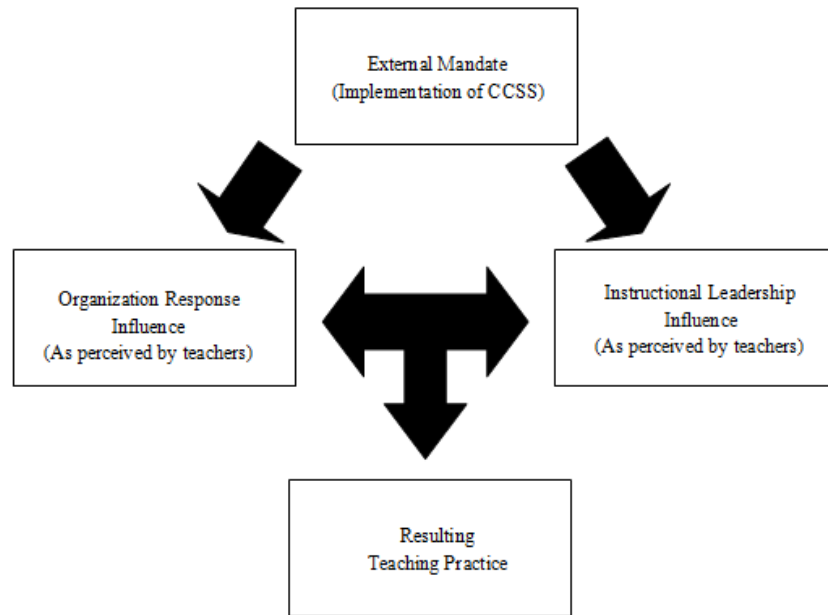 External Mandate
(Implementation of CCSS)
Organization Response
Influence
(As perceived by teachers)
Instructional Leadership
Influence
(As perceived by teachers)
Resulting
Teaching Practice